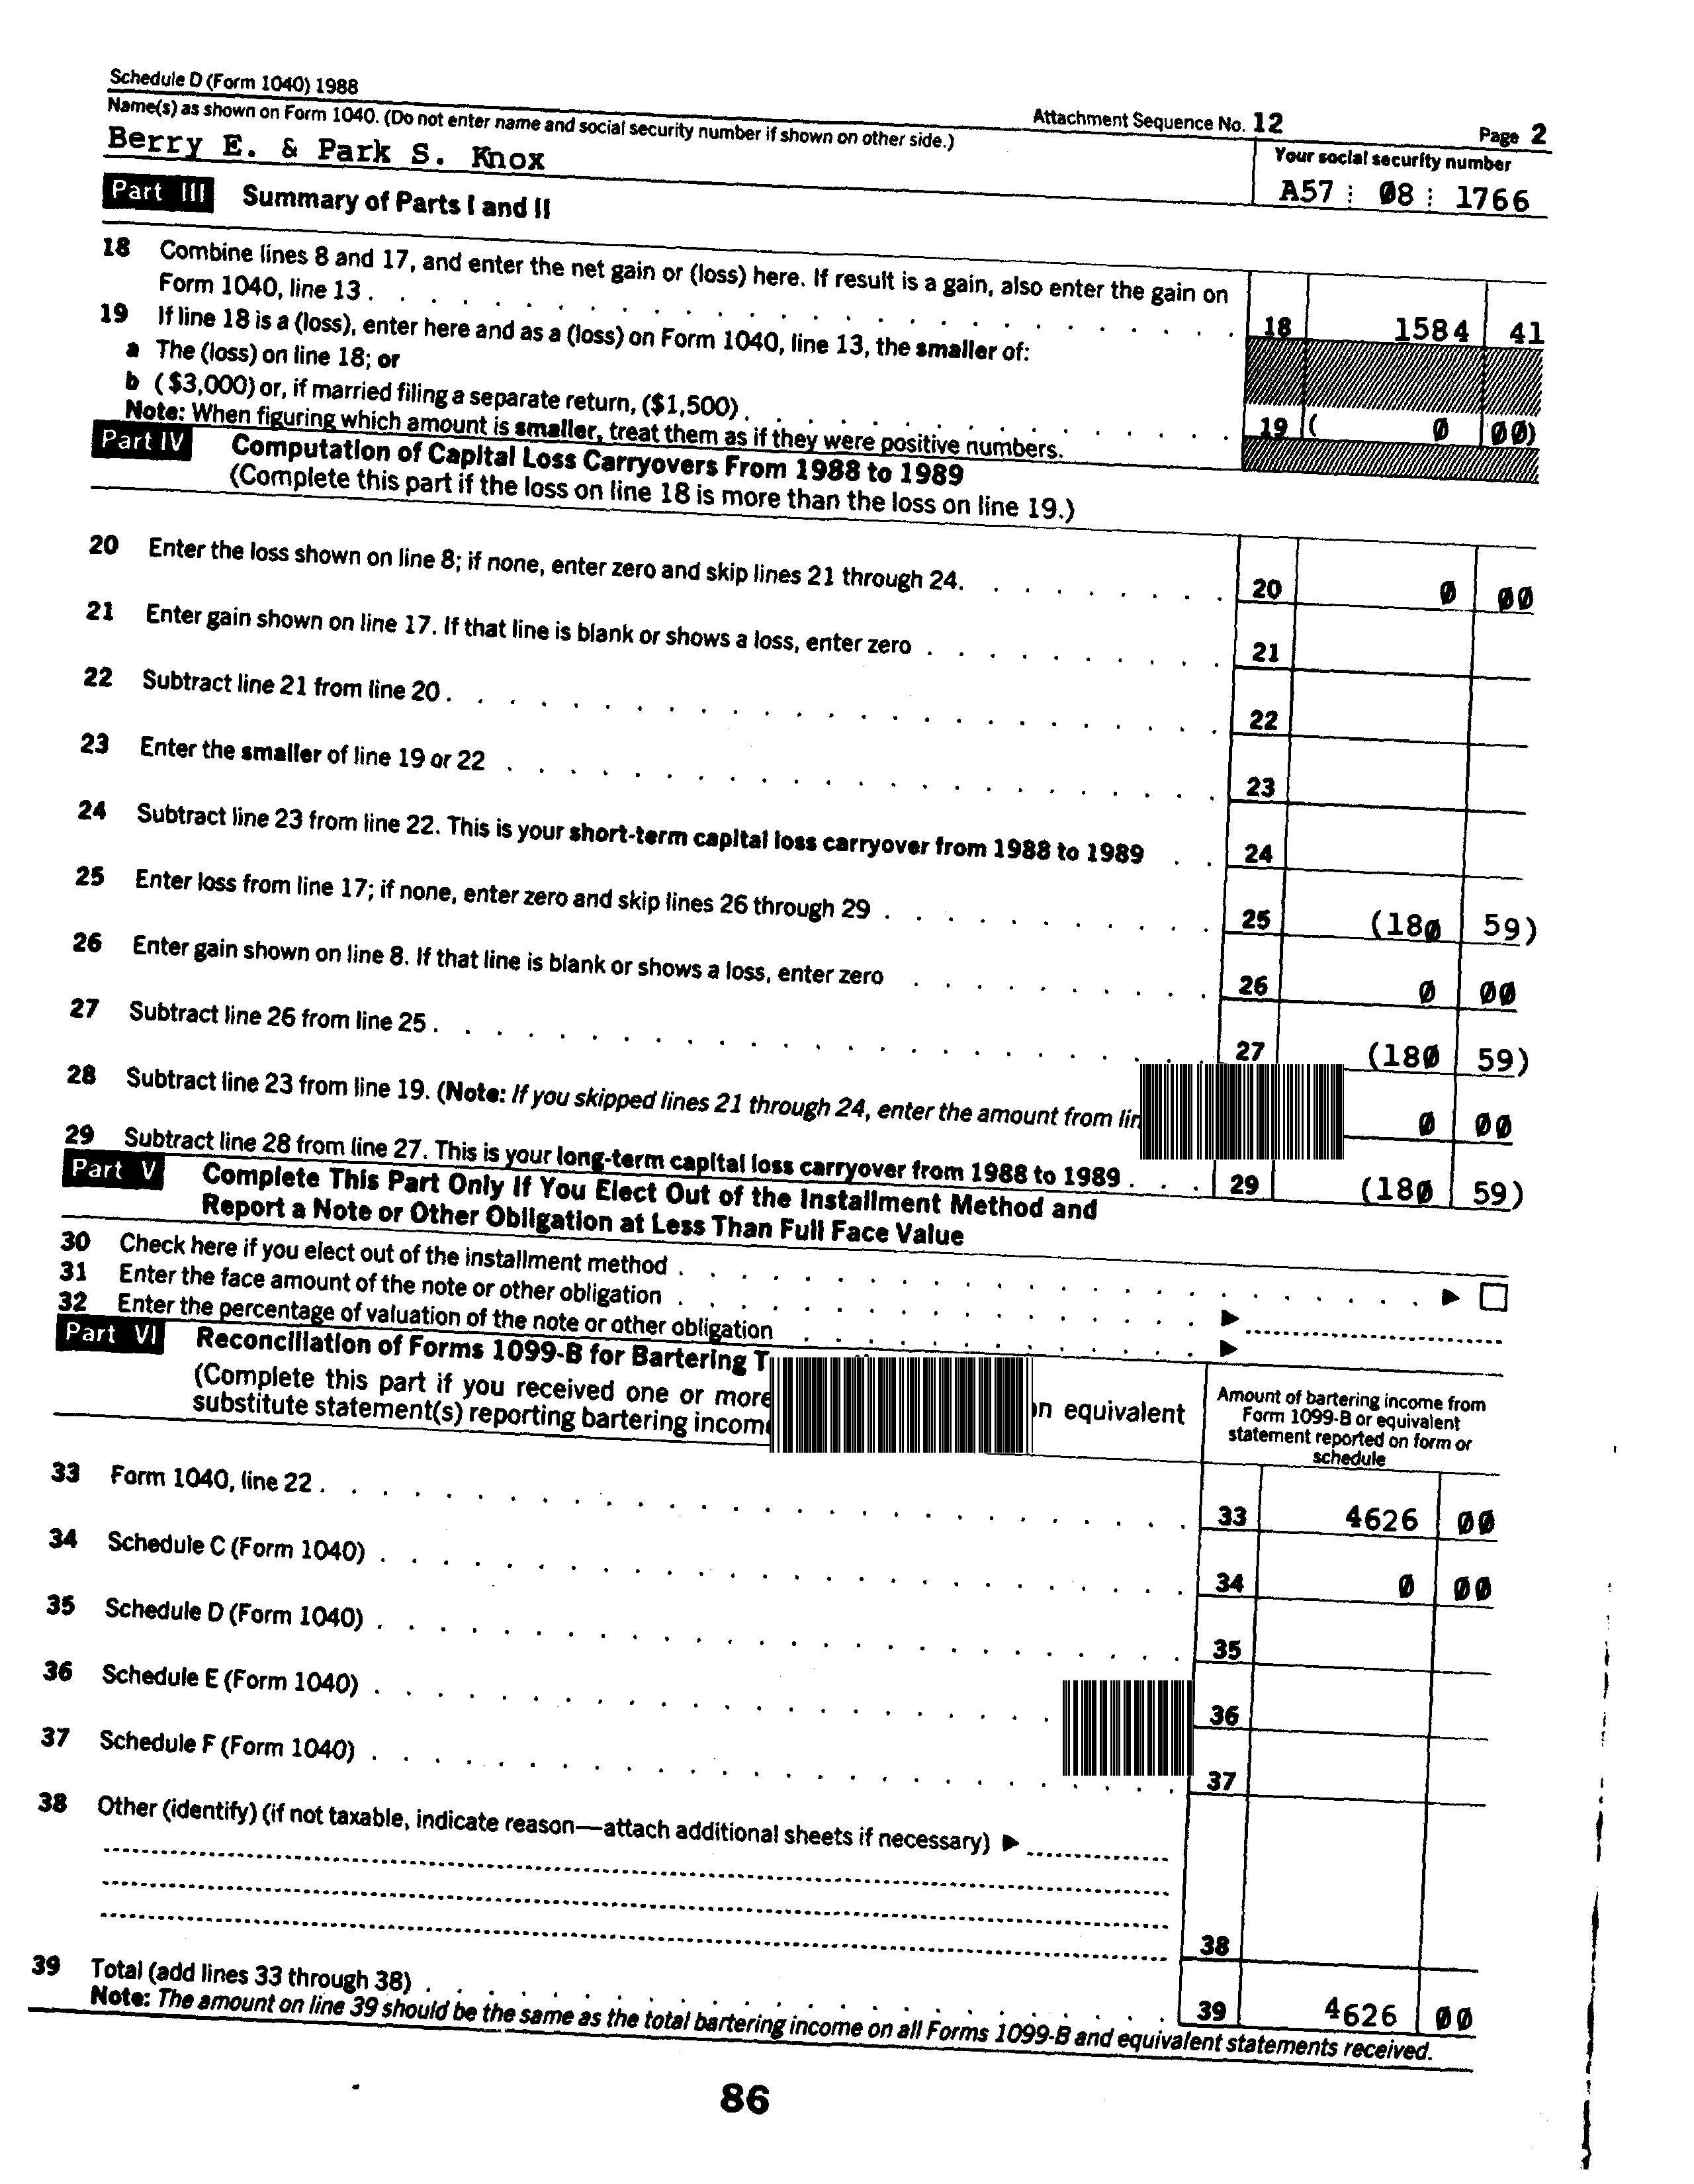 Schedule D (Form 1040) 1988
Attachment Sequence No. 12
Page 2
Name(s) as shown on Form 1040. (Do not enter name and social security number if shown on other side.)
Your social security number
Berry E. & Park S. Knox
A57 08 1766
Part III Summary of Parts I and II
18 Combine lines 8 and 17, and enter the net gain or (loss) here. If result is a gain, also enter the gain on
Form 1040, line 13 . . . 18 1584 41
19 If line 18 is a (loss), enter here and as a (loss) on Form 1040, line 13, the smaller of:
a The (loss) on line 18; or
b ($3,000) or, if married filing a separate return, ($1,500) . . . 19 ( 0 00)
Note: When figuring which amount is smaller, treat them as if they were positive numbers.
Part IV Computation of Capital Loss Carryovers From 1988 to 1989
(Complete this part if the loss on line 18 is more than the loss on line 19.)
20 Enter the loss shown on line 8; if none, enter zero and skip lines 21 through 24. . . . 20 0 00
21 Enter gain shown on line 17. If that line is blank or shows a loss, enter zero . . . 21
22 Subtract line 21 from line 20 . . . 22
23 Enter the smaller of line 19 or 22 . . . 23
24 Subtract line 23 from line 22. This is your short-term capital loss carryover from 1988 to 1989 . . 24
25 Enter loss from line 17; if none, enter zero and skip lines 26 through 29 . . . 25 (180 59)
26 Enter gain shown on line 8. If that line is blank or shows a loss, enter zero . . . 26 0 00
27 Subtract line 26 from line 25 . . . 27 (180 59)
28 Subtract line 23 from line 19. (Note: If you skipped lines 21 through 24, enter the amount from 0 00
29 Subtract line 28 from line 27. This is your long-term capital loss carryover from 1988 to 1989 . . . 29 (180 59)
Part V Complete This Part Only If You Elect Out of the Installment Method and
Report a Note or Other Obligation at Less Than Full Face Value
30 Check here if you elect out of the installment method . . . ▶ ☐
31 Enter the face amount of the note or other obligation . . . ▶
32 Enter the percentage of valuation of the note or other obligation . . . ▶
Part VI Reconciliation of Forms 1099-B for Bartering
(Complete this part if you received one or more equivalent
substitute statement(s) reporting bartering
Amount of bartering income from
Form 1099-B or equivalent
statement reported on form or
schedule
33 Form 1040, line 22 . . . 33 4626 00
34 Schedule C (Form 1040) . . . 34 0 00
35 Schedule D (Form 1040) . . . 35
36 Schedule E (Form 1040) . . . 36
37 Schedule F (Form 1040) . . . 37
38 Other (identify) (if not taxable, indicate reason—attach additional sheets if necessary) ▶
38
39 Total (add lines 33 through 38) . . . 39 4626 00
Note: The amount on line 39 should be the same as the total bartering income on all Forms 1099-B and equivalent statements received.
86